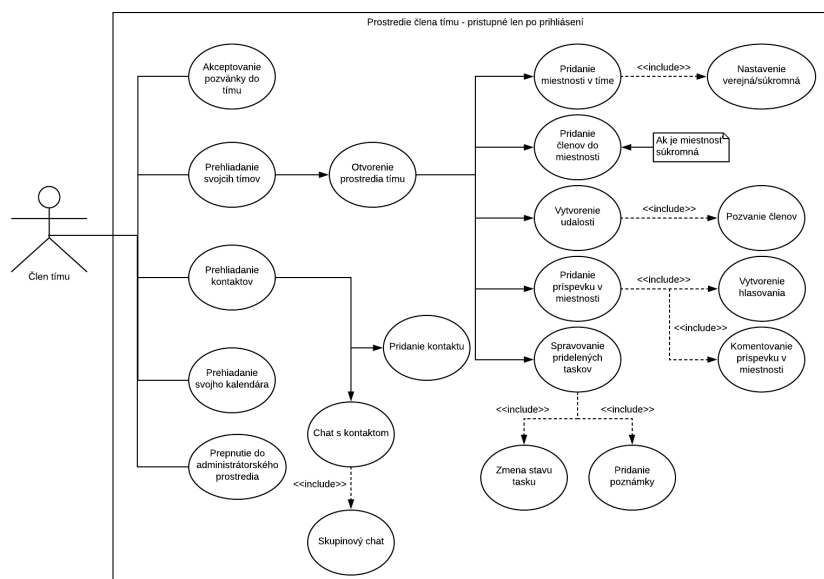 Prostredie člena tímu - pristupné len po prihlásení
Akceptovanie
pozvánky do
tímu
Pridanie
miestnosti v tíme
<<include>>
Nastavenie
verejná/súkromná
Pridanie
členov do
miestnosti
Ak je miestnosť
súkromná
Prehliadanie
svojcih tímov
Otvorenie
prostredia tímu
Vytvorenie
udalosti
<<include>>
Pozvanie členov
Člen tímu
Prehliadanie
kontaktov
Pridanie
príspevku v
miestnosti
<<include>>
Vytvorenie
hlasovania
<<include>>
Pridanie kontaktu
Spravovanie
pridelených
taskov
Komentovanie
príspevku v
miestnosti
Prehiadanie
svojho kalendára
<<include>>
<<include>>
Chat s kontaktom
Prepnutie do
administrátorského
prostredia
Zmena stavu
tasku
Pridanie
poznámky
<<include>>
Skupinový chat